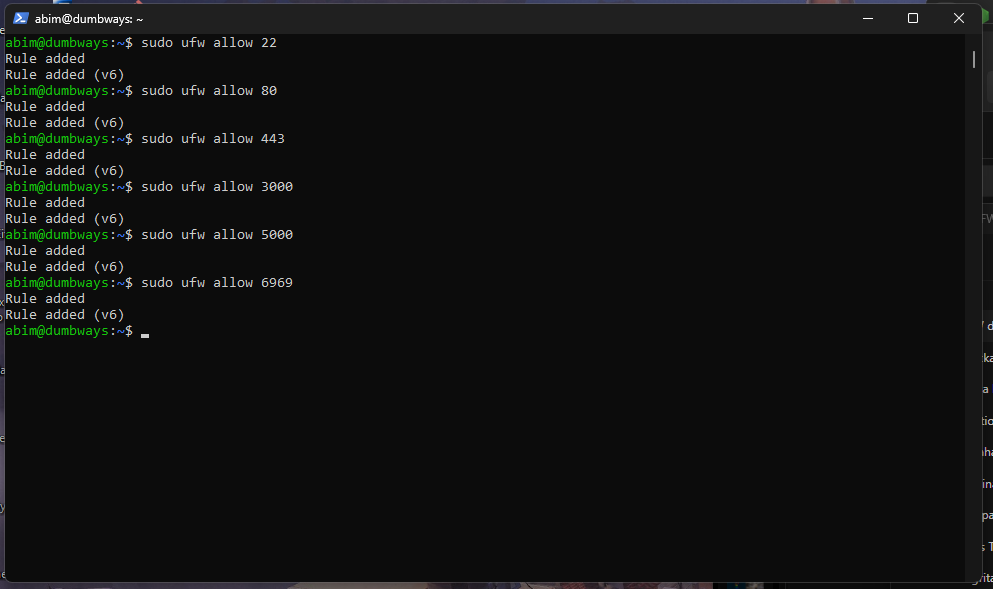 abim@dumbways: ~
abim@dumbways:~$ sudo ufw allow 22
Rule added
Rule added (v6)
abim@dumbways:~$ sudo ufw allow 80
Rule added
Rule added (v6)
abim@dumbways:~$ sudo ufw allow 443
Rule added
Rule added (v6)
abim@dumbways:~$ sudo ufw allow 3000
Rule added
Rule added (v6)
abim@dumbways:~$ sudo ufw allow 5000
Rule added
Rule added (v6)
abim@dumbways:~$ sudo ufw allow 6969
Rule added
Rule added (v6)
abim@dumbways:~$